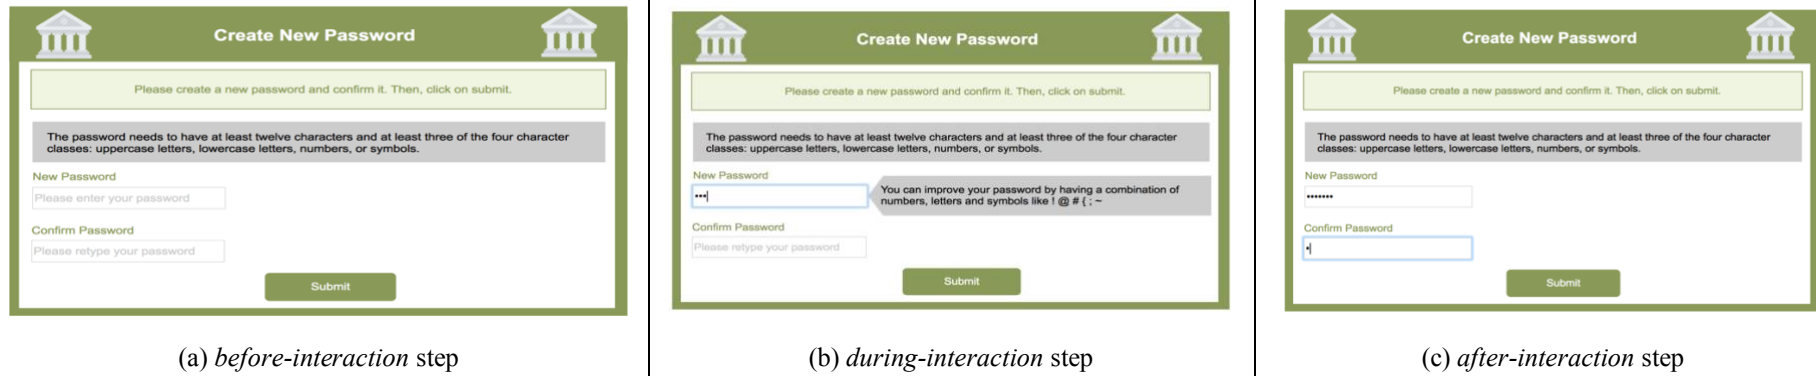 Create New Password
Please create a new password and confirm it. Then, click on submit.
The password needs to have at least twelve characters and at least three of the four character
classes: uppercase letters, lowercase letters, numbers, or symbols.
New Password
Please enter your password
Confirm Password
Please retype your password
Submit
(a) before-interaction step
Create New Password
Please create a new password and confirm it. Then, click on submit.
The password needs to have at least twelve characters and at least three of the four character
classes: uppercase letters, lowercase letters, numbers, or symbols.
New Password
•••
You can improve your password by having a combination of
numbers, letters and symbols like ! @ # { ; ~
Confirm Password
Please retype your password
Submit
(b) during-interaction step
Create New Password
Please create a new password and confirm it. Then, click on submit.
The password needs to have at least twelve characters and at least three of the four character
classes: uppercase letters, lowercase letters, numbers, or symbols.
New Password
•••••••
Confirm Password
•
Submit
(c) after-interaction step